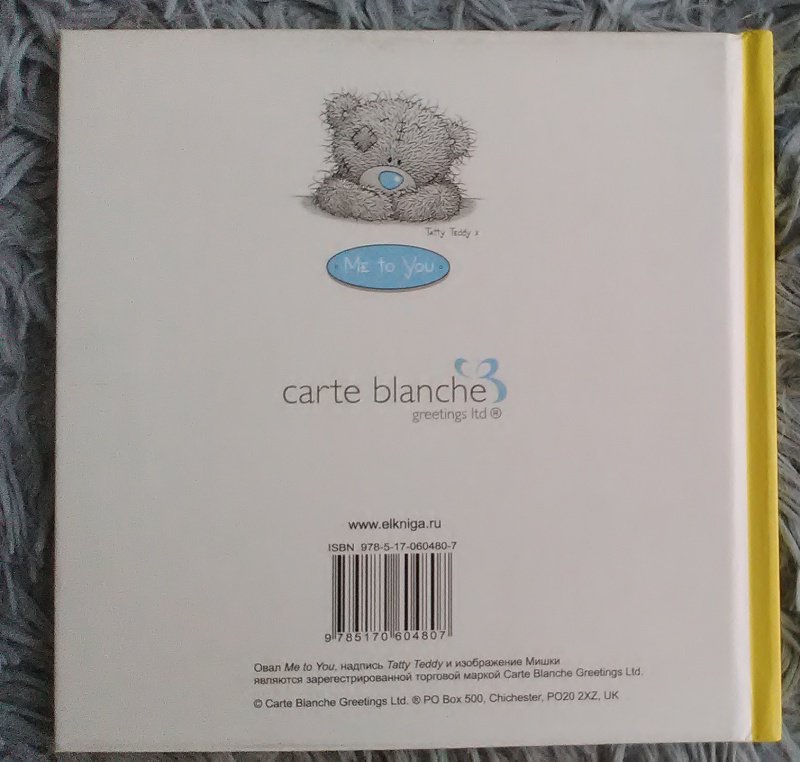 Tatty Teddy x
Me to You
carte blanche
greetings ltd ®
www.elkniga.ru
ISBN 978-5-17-060480-7
9 785170 604807
Овал Me to You, надпись Tatty Teddy и изображение Мишки
являются зарегестрированной торговой маркой Carte Blanche Greetings Ltd.
© Carte Blanche Greetings Ltd. ® PO Box 500, Chichester, PO20 2XZ, UK